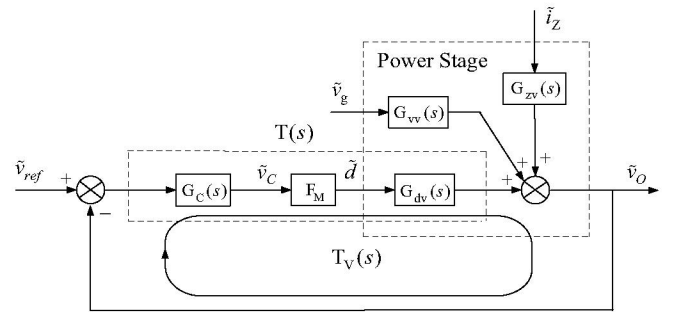 ĩ_Z
Power Stage
ṽ_g
G_vv(s)
G_zv(s)
T(s)
+
+
ṽ_ref
+
−
G_C(s)
ṽ_C
F_M
d̃
G_dv(s)
+
ṽ_O
T_V(s)